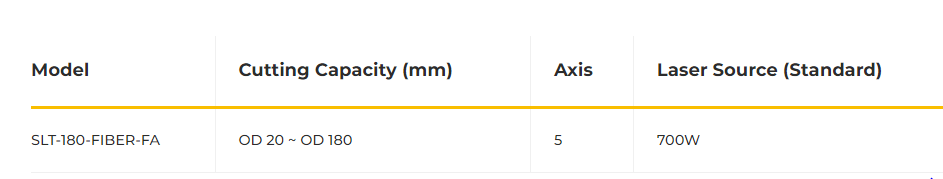 Model Cutting Capacity (mm) Axis Laser Source (Standard)
SLT-180-FIBER-FA OD 20 ~ OD 180 5 700W